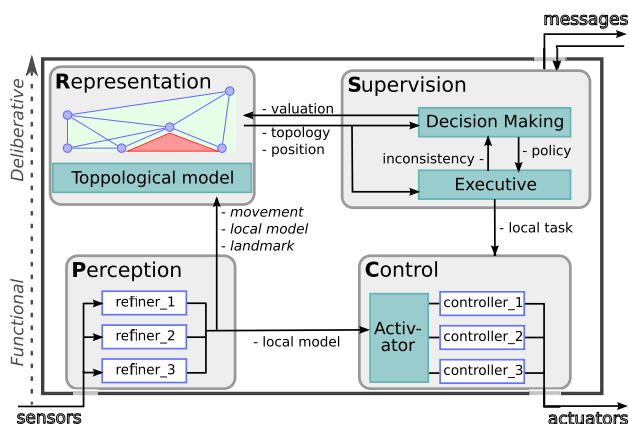 messages
Deliberative
Functional
Representation
Toppological model
Supervision
Decision Making
Executive
- valuation
- topology
- position
inconsistency -
- policy
- movement
- local model
- landmark
- local task
Perception
refiner_1
refiner_2
refiner_3
- local model
Control
Activ-
ator
controller_1
controller_2
controller_3
sensors
actuators